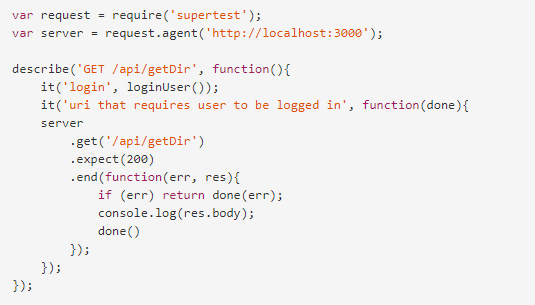 var request = require('supertest');
var server = request.agent('http://localhost:3000');

describe('GET /api/getDir', function(){
    it('login', loginUser());
    it('uri that requires user to be logged in', function(done){
    server
        .get('/api/getDir')
        .expect(200)
        .end(function(err, res){
            if (err) return done(err);
            console.log(res.body);
            done()
        });
    });
});